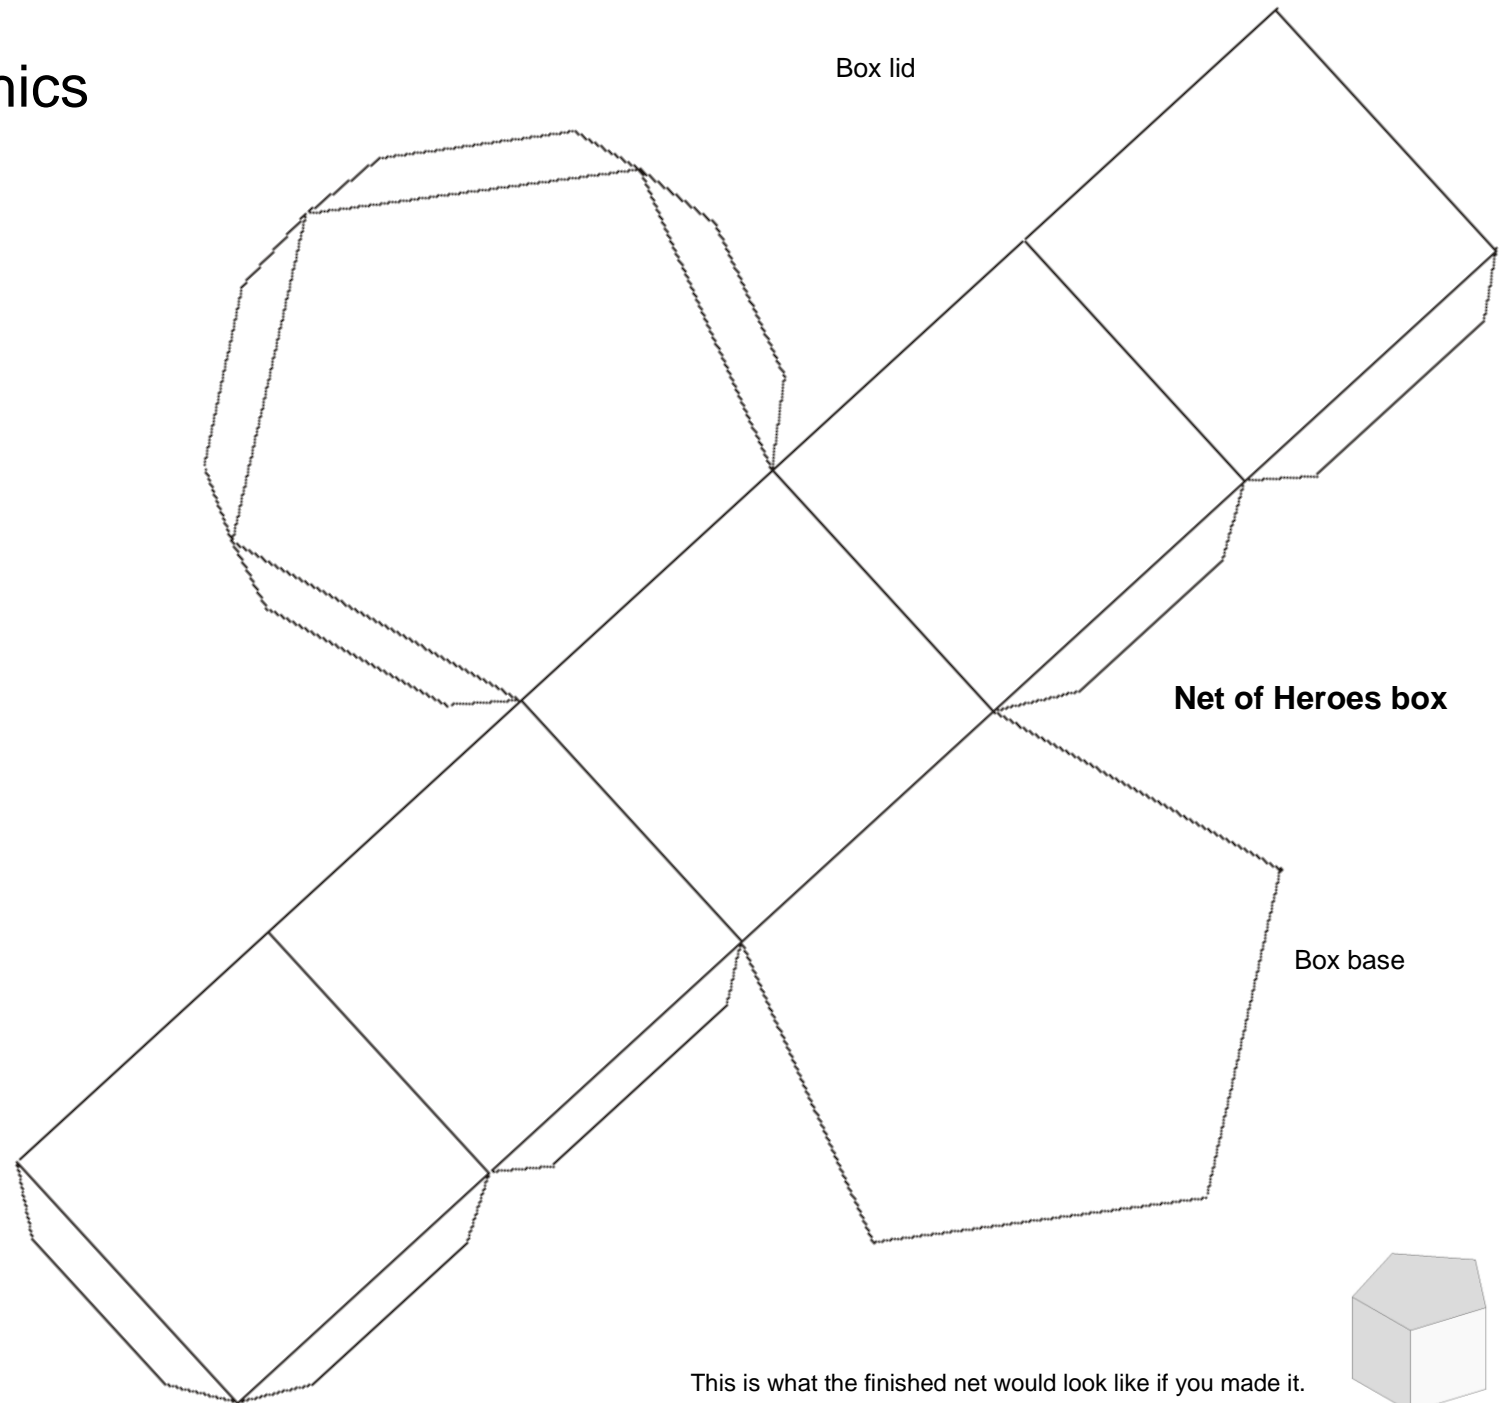 nics
Box lid
Net of Heroes box
Box base
This is what the finished net would look like if you made it.